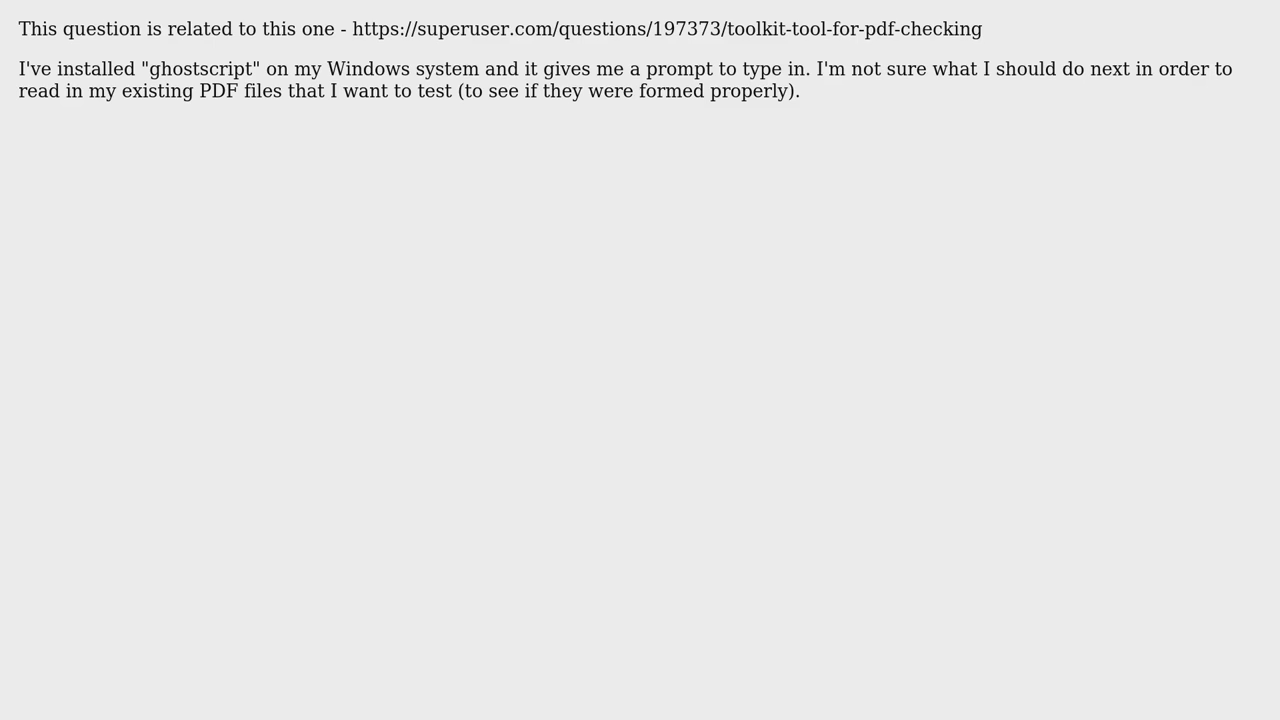 This question is related to this one - https://superuser.com/questions/197373/toolkit-tool-for-pdf-checking
I've installed "ghostscript" on my Windows system and it gives me a prompt to type in. I'm not sure what I should do next in order to
read in my existing PDF files that I want to test (to see if they were formed properly).